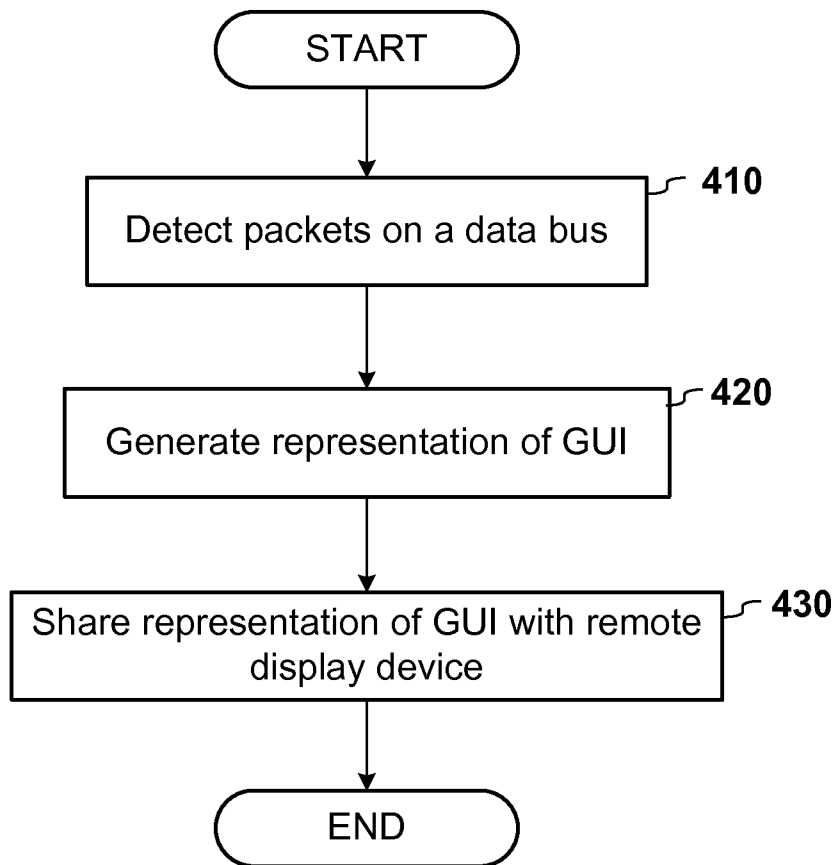 START
410
Detect packets on a data bus
420
Generate representation of GUI
430
Share representation of GUI with remote
display device
END